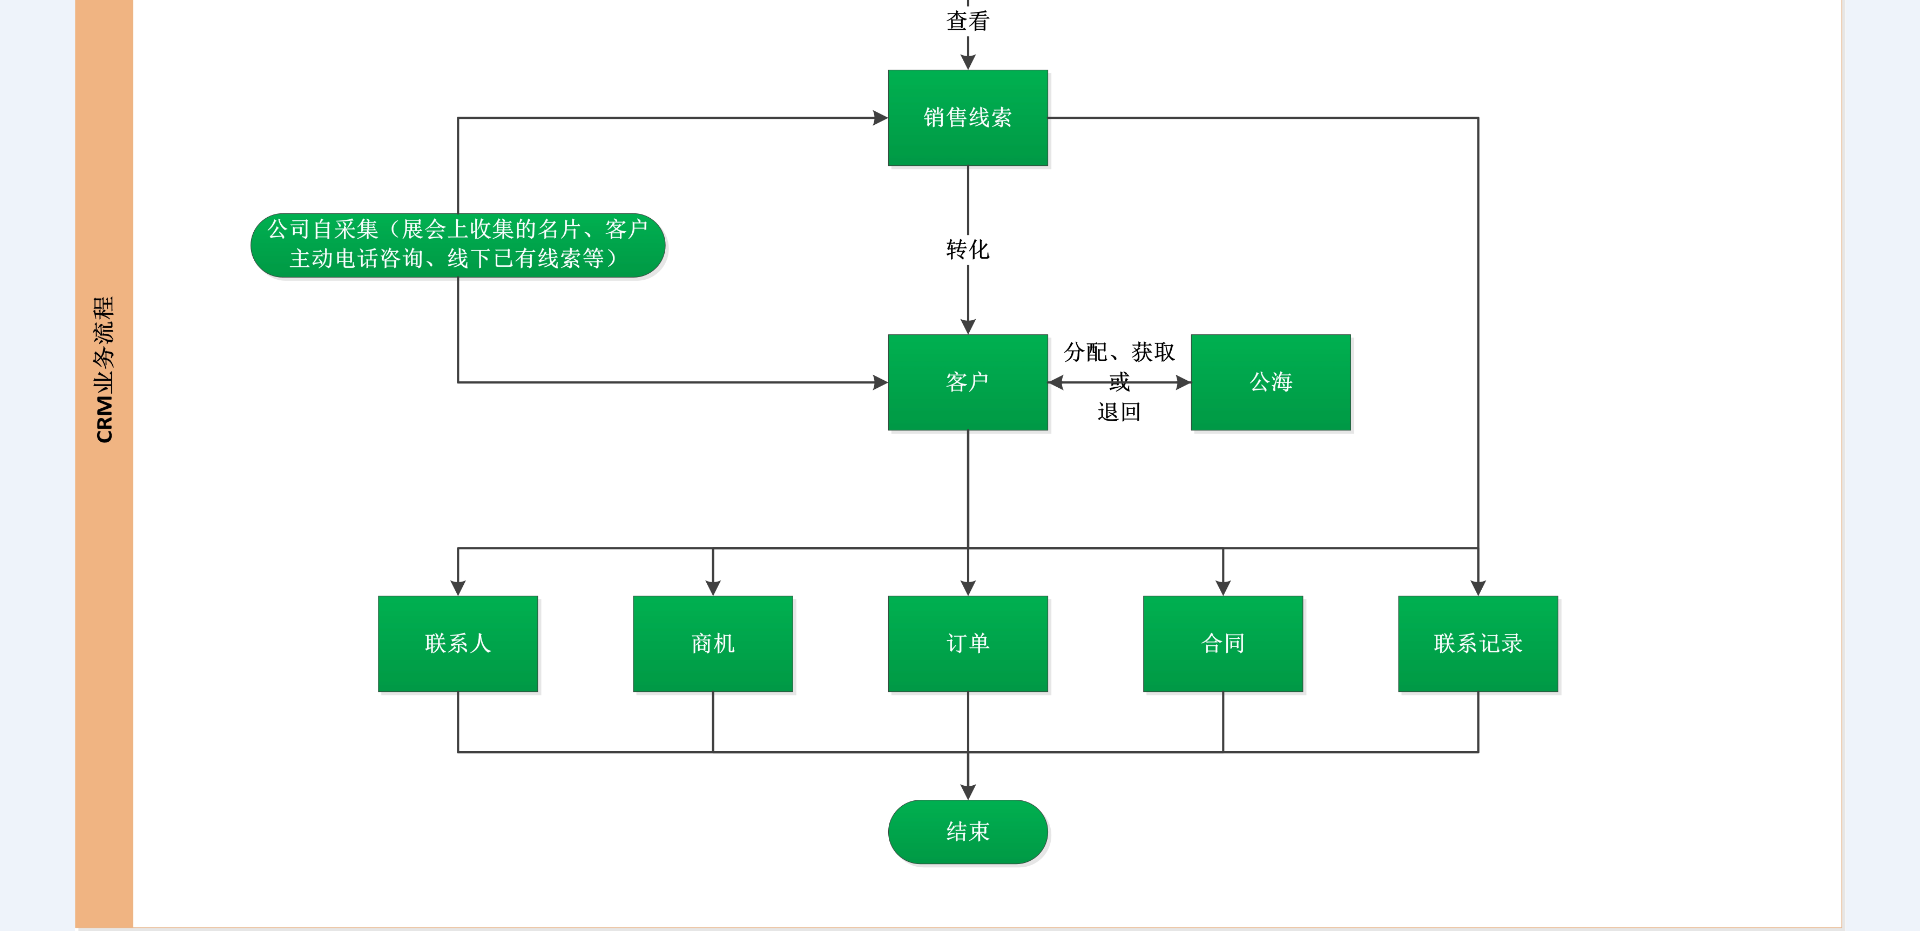 查看
销售线索
公司自采集（展会上收集的名片、客户
主动电话咨询、线下已有线索等）
转化
CRM业务流程
客户
分配、获取
或
退回
公海
联系人
商机
订单
合同
联系记录
结束